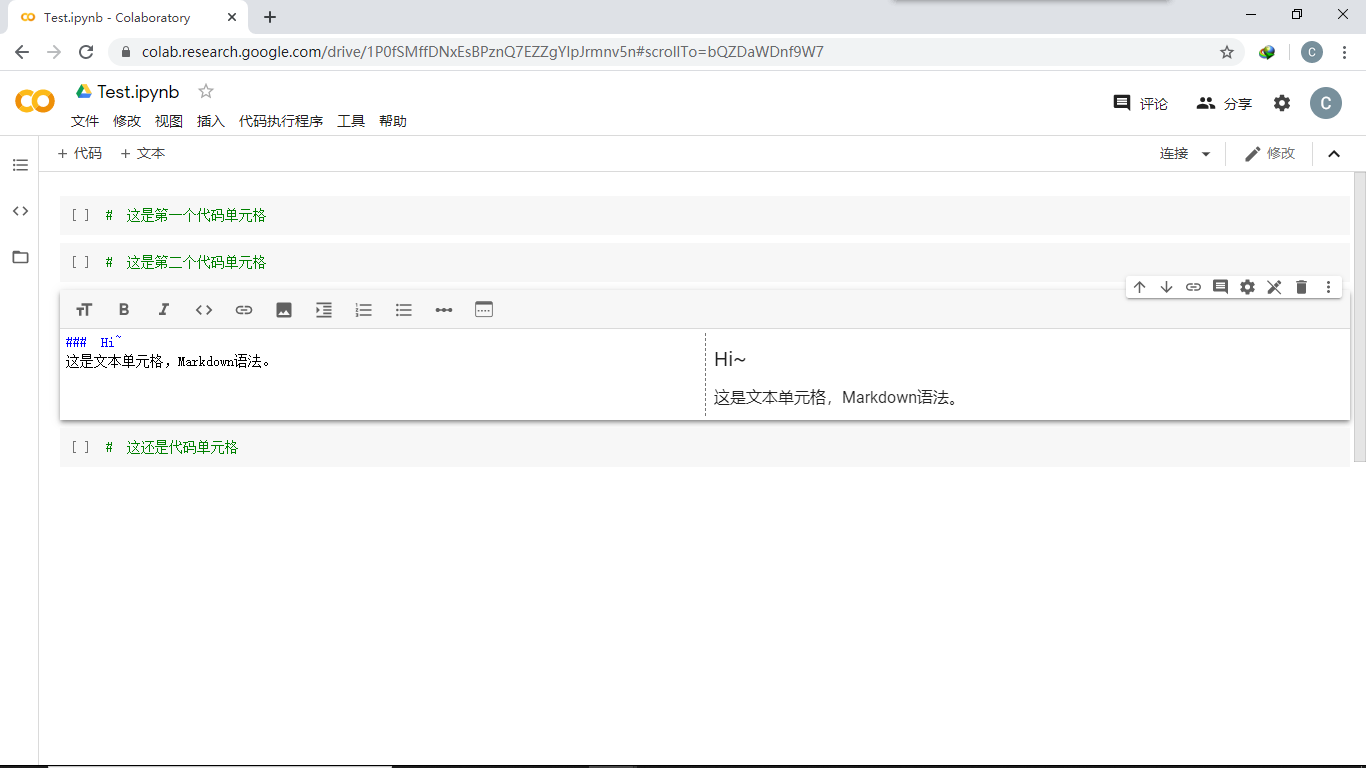 Test.ipynb - Colaboratory
colab.research.google.com/drive/1P0fSMffDNxEsBPznQ7EZZgYIpJrmnv5n#scrollTo=bQZDaWDnf9W7
C
Test.ipynb
评论 分享 C
文件 修改 视图 插入 代码执行程序 工具 帮助
+ 代码 + 文本 连接 修改
[ ] # 这是第一个代码单元格
[ ] # 这是第二个代码单元格
### Hi~
这是文本单元格，Markdown语法。
Hi~
这是文本单元格，Markdown语法。
[ ] # 这还是代码单元格